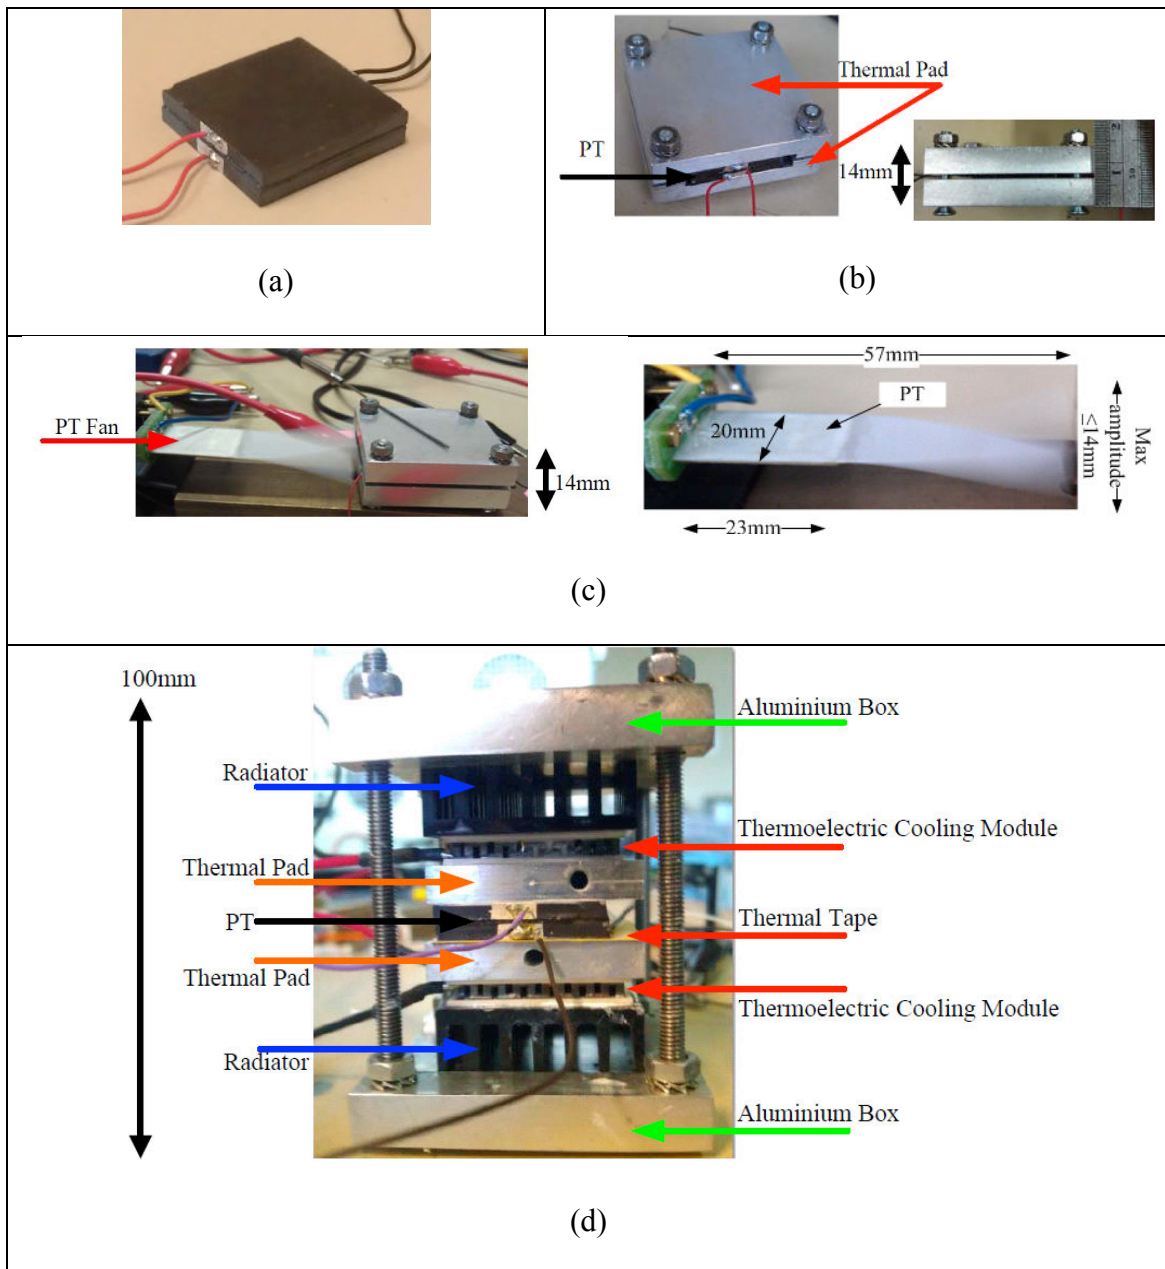 (a)
Thermal Pad
PT
14mm
(b)
PT Fan
14mm
57mm
PT
20mm
23mm
Max
amplitude
≤14mm
(c)
100mm
Aluminium Box
Radiator
Thermoelectric Cooling Module
Thermal Pad
PT
Thermal Tape
Thermal Pad
Thermoelectric Cooling Module
Radiator
Aluminium Box
(d)